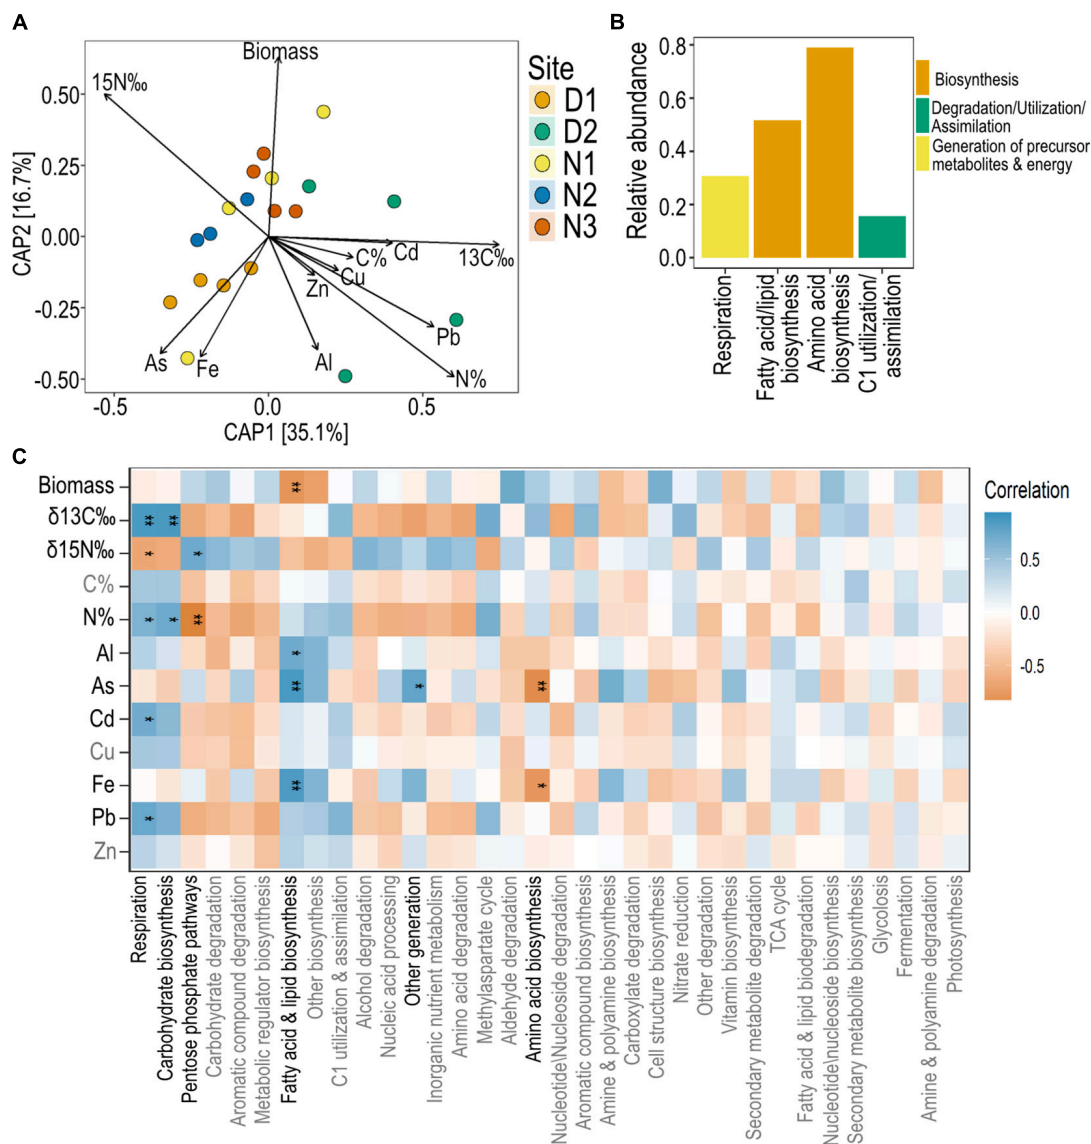 A
CAP2 [16.7%]
0.50
0.25
0.00
-0.25
-0.50
-0.5
0.0
0.5
CAP1 [35.1%]
Biomass
15N‰
Cd
13C‰
C%
Cu
Zn
Pb
N%
Al
As
Fe
Site
D1
D2
N1
N2
N3
B
Relative abundance
0.8
0.6
0.4
0.2
0.0
Respiration
Fatty acid/lipid
biosynthesis
Amino acid
biosynthesis
C1 utilization/
assimilation
Biosynthesis
Degradation/Utilization/
Assimilation
Generation of precursor
metabolites & energy
C
Biomass
δ13C‰
δ15N‰
C%
N%
Al
As
Cd
Cu
Fe
Pb
Zn
Respiration
Carbohydrate biosynthesis
Pentose phosphate pathways
Carbohydrate degradation
Aromatic compound degradation
Metabolic regulator biosynthesis
Fatty acid & lipid biosynthesis
Other biosynthesis
C1 utilization & assimilation
Alcohol degradation
Nucleic acid processing
Other generation
Inorganic nutrient metabolism
Amino acid degradation
Methylaspartate cycle
Aldehyde degradation
Amino acid biosynthesis
Nucleotide\Nucleoside degradation
Aromatic compound biosynthesis
Amine & polyamine biosynthesis
Carboxylate degradation
Cell structure biosynthesis
Nitrate reduction
Other degradation
Vitamin biosynthesis
Secondary metabolite degradation
TCA cycle
Fatty acid & lipid biodegradation
Nucleotide\nucleoside biosynthesis
Secondary metabolite biosynthesis
Glycolosis
Fermentation
Amine & polyamine degradation
Photosynthesis
Correlation
0.5
0.0
-0.5